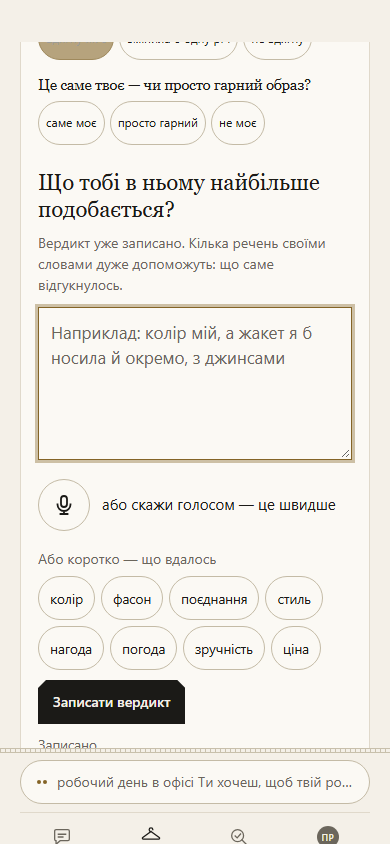 Це саме твоє — чи просто гарний образ?
саме моє просто гарний не моє
Що тобі в ньому найбільше
подобається?
Вердикт уже записано. Кілька речень своїми
словами дуже допоможуть: що саме
відгукнулось.
Наприклад: колір мій, а жакет я б
носила й окремо, з джинсами
або скажи голосом — це швидше
Або коротко — що вдалось
колір фасон поєднання стиль
нагода погода зручність ціна
Записати вердикт
Записано
робочий день в офісі Ти хочеш, щоб твій ро...
ПР